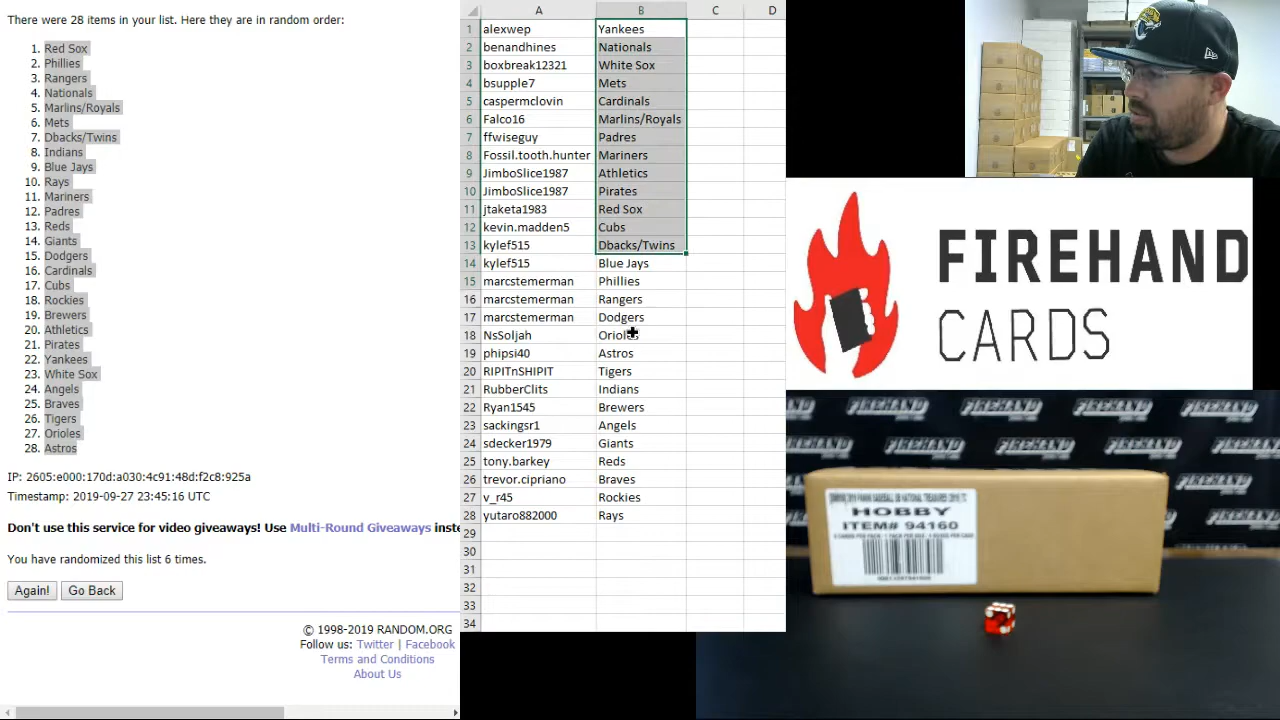 There were 28 items in your list. Here they are in random order:
1. Red Sox
2. Phillies
3. Rangers
4. Nationals
5. Marlins/Royals
6. Mets
7. Dbacks/Twins
8. Indians
9. Blue Jays
10. Rays
11. Mariners
12. Padres
13. Reds
14. Giants
15. Dodgers
16. Cardinals
17. Cubs
18. Rockies
19. Brewers
20. Athletics
21. Pirates
22. Yankees
23. White Sox
24. Angels
25. Braves
26. Tigers
27. Orioles
28. Astros
IP: 2605:e000:170d:a030:4c91:48d:f2c8:925a
Timestamp: 2019-09-27 23:45:16 UTC
Don't use this service for video giveaways! Use Multi-Round Giveaways inste
You have randomized this list 6 times.
Again! Go Back
© 1998-2019 RANDOM.ORG
Follow us: Twitter | Facebook
Terms and Conditions
About Us
A B C D
1 alexwep Yankees
2 benandhines Nationals
3 boxbreak12321 White Sox
4 bsupple7 Mets
5 caspermclovin Cardinals
6 Falco16 Marlins/Royals
7 ffwiseguy Padres
8 Fossil.tooth.hunter Mariners
9 JimboSlice1987 Athletics
10 JimboSlice1987 Pirates
11 jtaketa1983 Red Sox
12 kevin.madden5 Cubs
13 kylef515 Dbacks/Twins
14 kylef515 Blue Jays
15 marcstemerman Phillies
16 marcstemerman Rangers
17 marcstemerman Dodgers
18 NsSoljah Orioles
19 phipsi40 Astros
20 RIPITnSHIPIT Tigers
21 RubberClits Indians
22 Ryan1545 Brewers
23 sackingsr1 Angels
24 sdecker1979 Giants
25 tony.barkey Reds
26 trevor.cipriano Braves
27 v_r45 Rockies
28 yutaro882000 Rays
29
30
31
32
33
34
FIREHAND
CARDS
FIREHAND FIREHAND FIREHAND
FIREHAND FIREHAND
HOBBY
ITEM# 94160